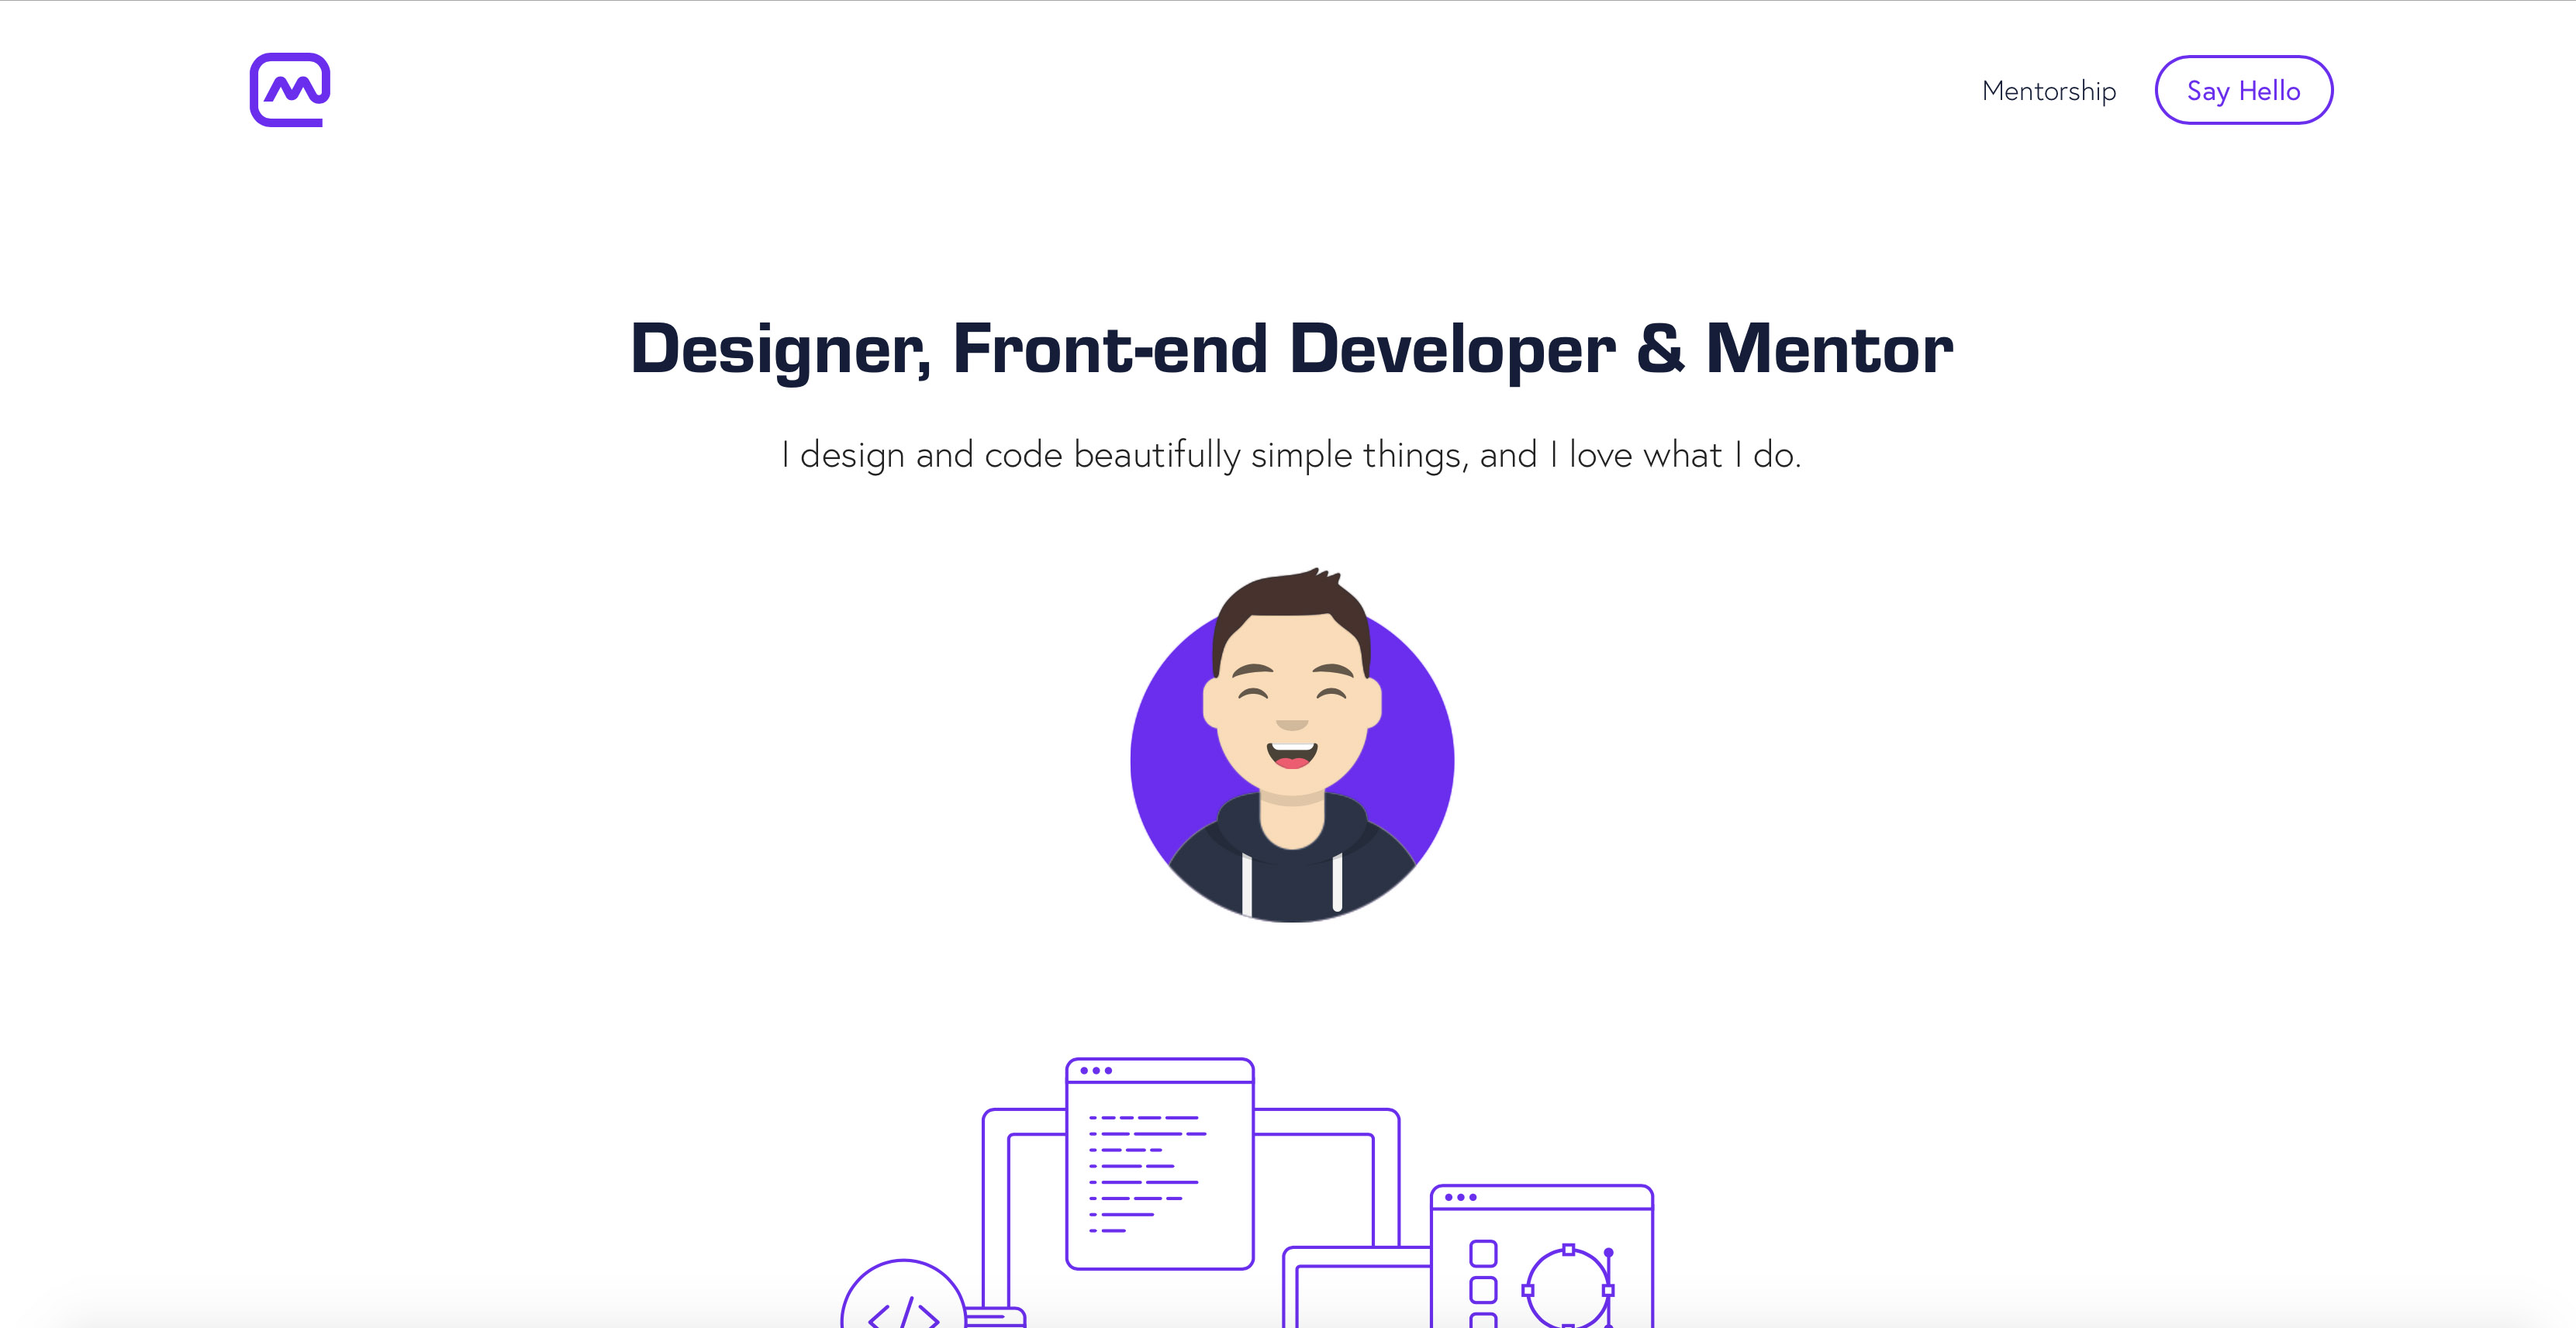 Mentorship
Say Hello
Designer, Front-end Developer & Mentor
I design and code beautifully simple things, and I love what I do.